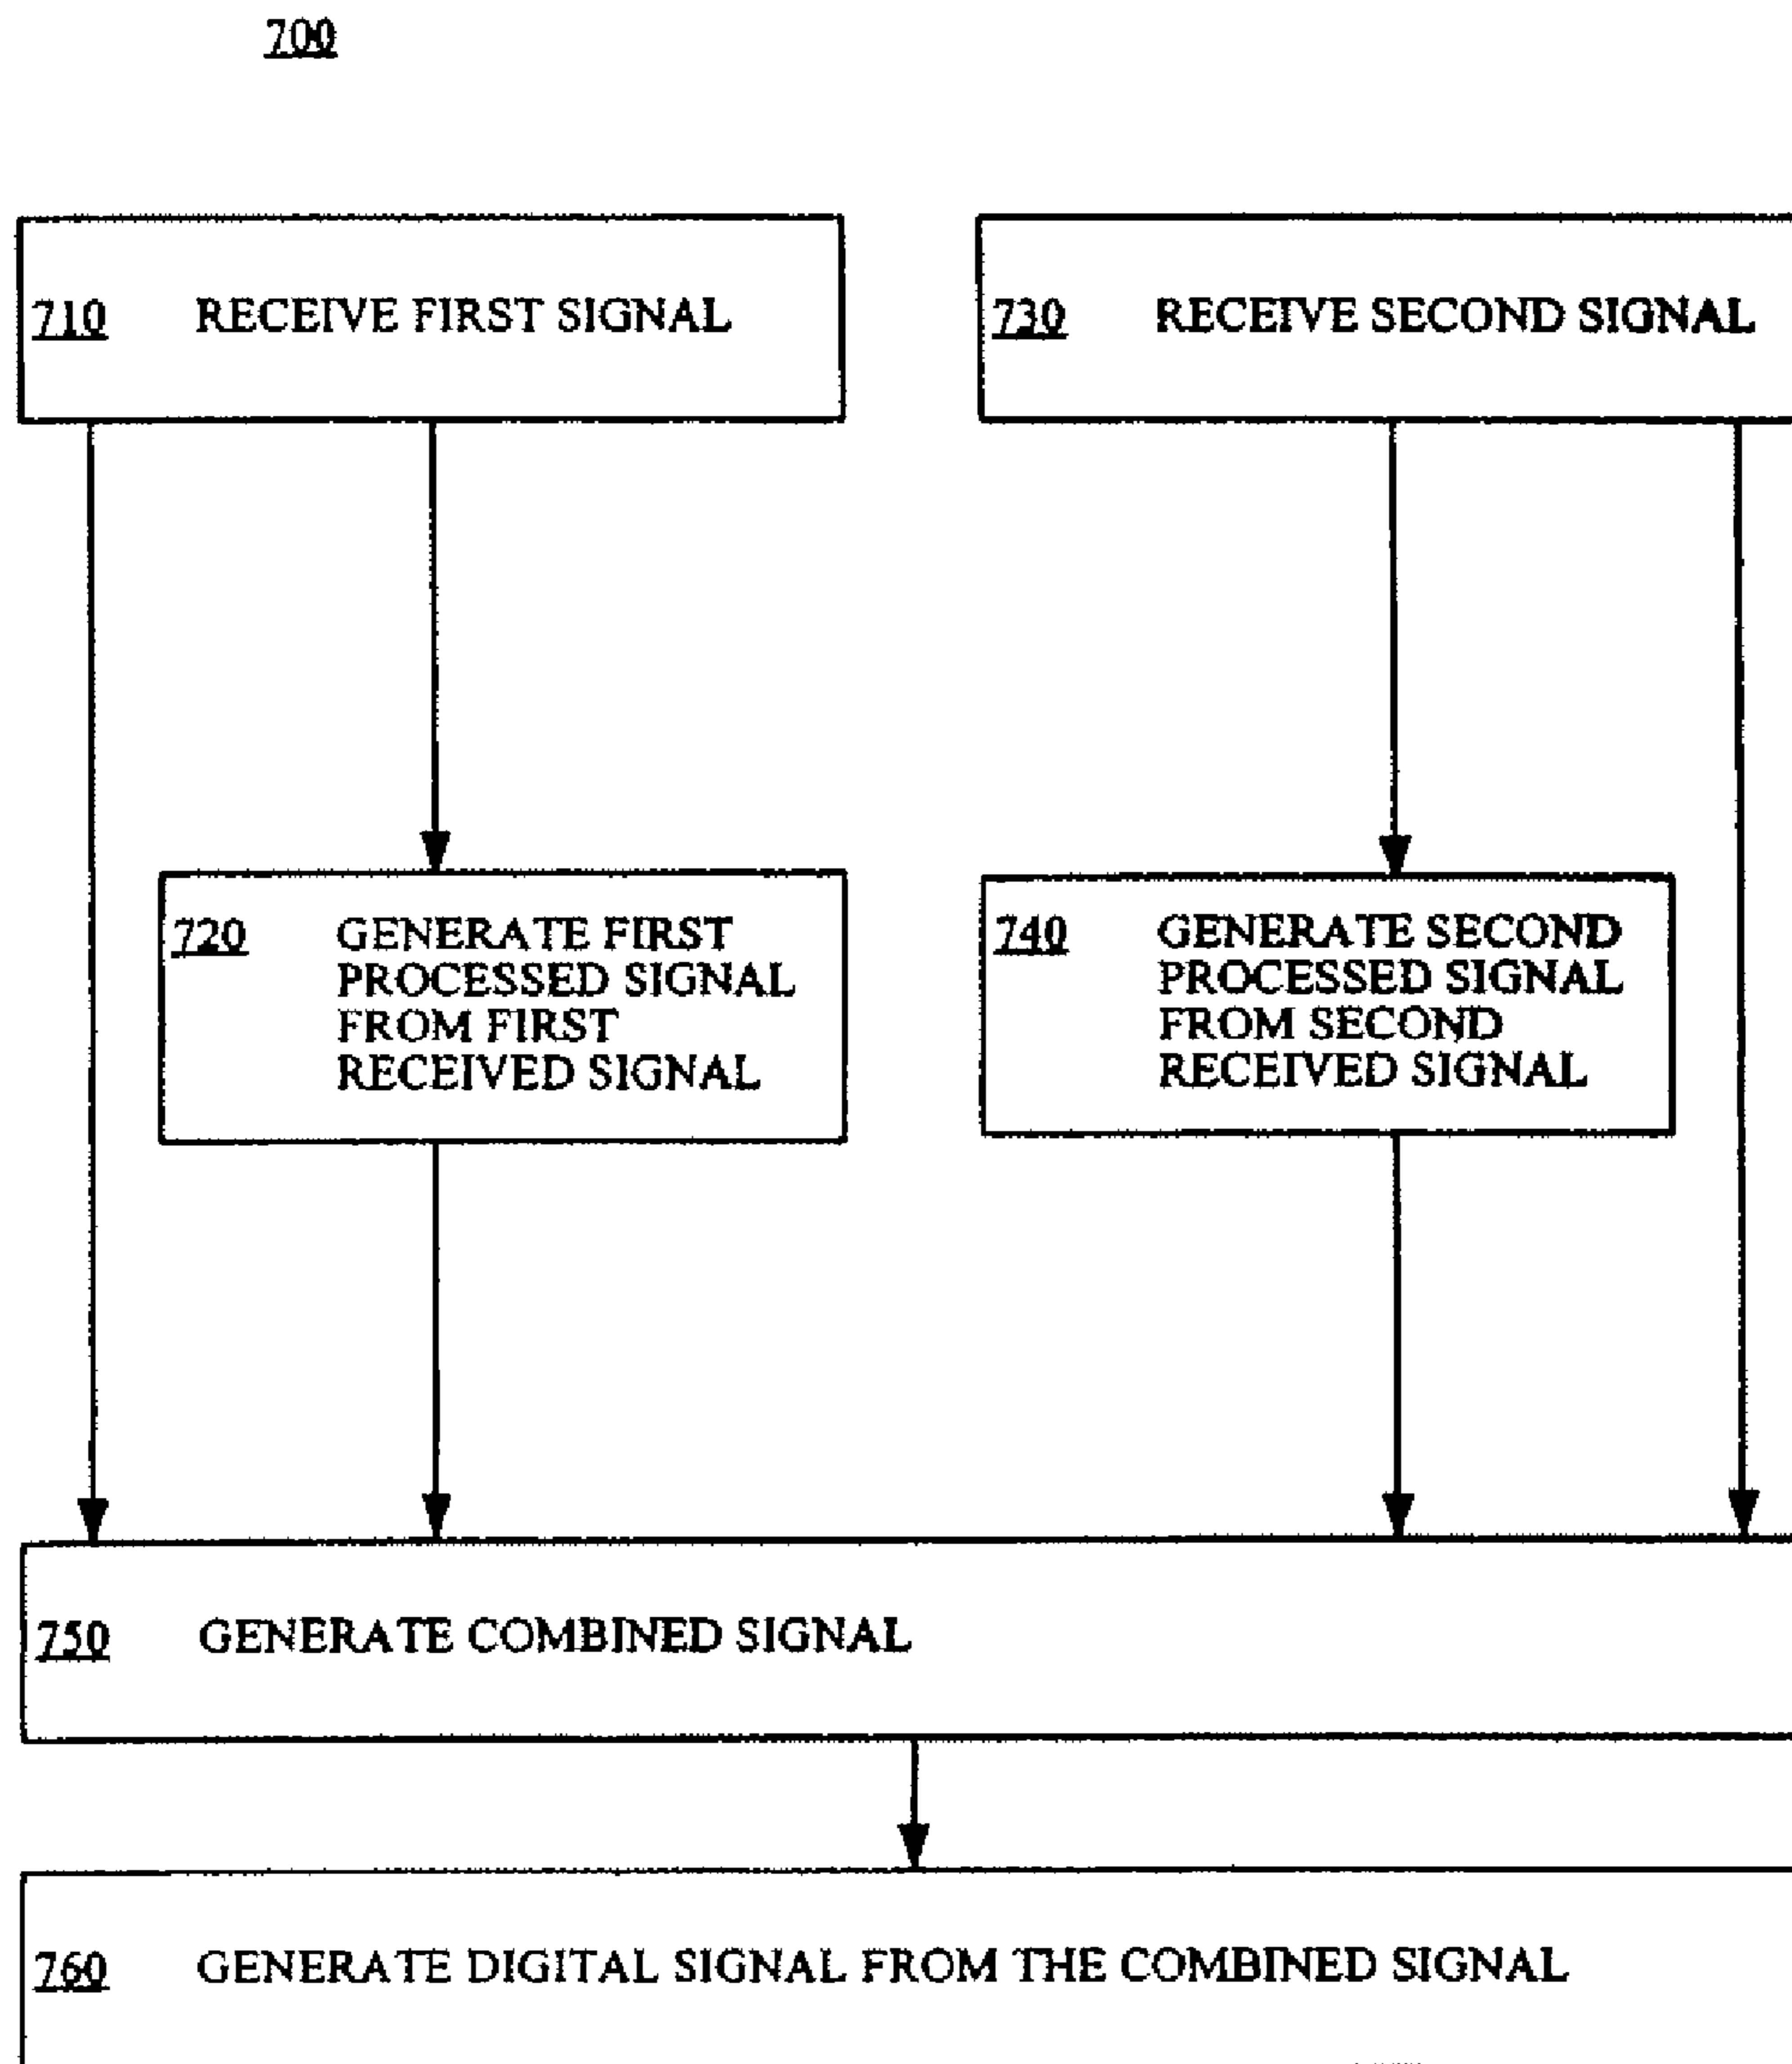 700
710 RECEIVE FIRST SIGNAL
730 RECEIVE SECOND SIGNAL
720 GENERATE FIRST
PROCESSED SIGNAL
FROM FIRST
RECEIVED SIGNAL
740 GENERATE SECOND
PROCESSED SIGNAL
FROM SECOND
RECEIVED SIGNAL
750 GENERATE COMBINED SIGNAL
760 GENERATE DIGITAL SIGNAL FROM THE COMBINED SIGNAL